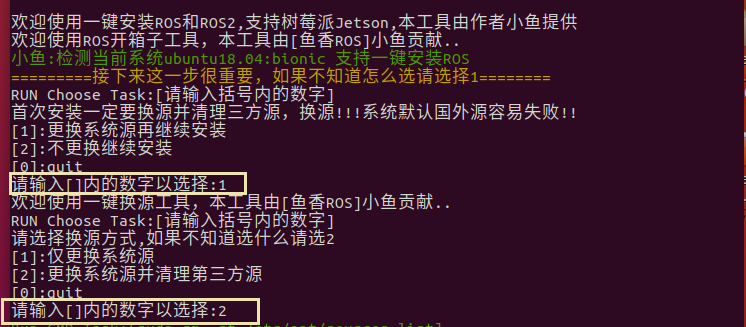 欢迎使用一键安装ROS和ROS2,支持树莓派Jetson,本工具由作者小鱼提供
欢迎使用ROS开箱子工具，本工具由[鱼香ROS]小鱼贡献..
小鱼:检测当前系统ubuntu18.04:bionic 支持一键安装ROS
=========接下来这一步很重要，如果不知道怎么选请选择1========
RUN Choose Task:[请输入括号内的数字]
首次安装一定要换源并清理三方源，换源!!!系统默认国外源容易失败!!
[1]:更换系统源再继续安装
[2]:不更换继续安装
[0]:quit
请输入[]内的数字以选择:1
欢迎使用一键换源工具，本工具由[鱼香ROS]小鱼贡献..
RUN Choose Task:[请输入括号内的数字]
请选择换源方式,如果不知道选什么请选2
[1]:仅更换系统源
[2]:更换系统源并清理第三方源
[0]:quit
请输入[]内的数字以选择:2